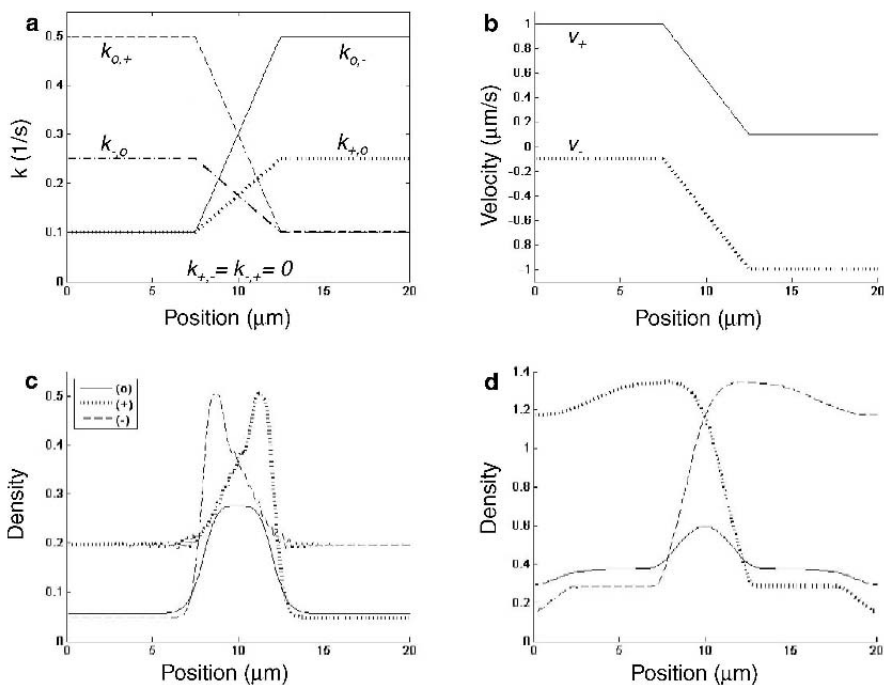 a
k (1/s)
0.5
0.4
0.3
0.2
0.1
0
k_{o,+}
k_{o,-}
k_{-,o}
k_{+,o}
k_{+,-} = k_{-,+} = 0
0 5 10 15 20
Position (μm)
b
Velocity (μm/s)
1
0.8
0.6
0.4
0.2
0
-0.2
-0.4
-0.6
-0.8
-1
v_+
v_-
0 5 10 15 20
Position (μm)
c
Density
0.5
0.4
0.3
0.2
0.1
0
(o)
(+)
(-)
0 5 10 15 20
Position (μm)
d
Density
1.4
1.2
1
0.8
0.6
0.4
0.2
0
0 5 10 15 20
Position (μm)